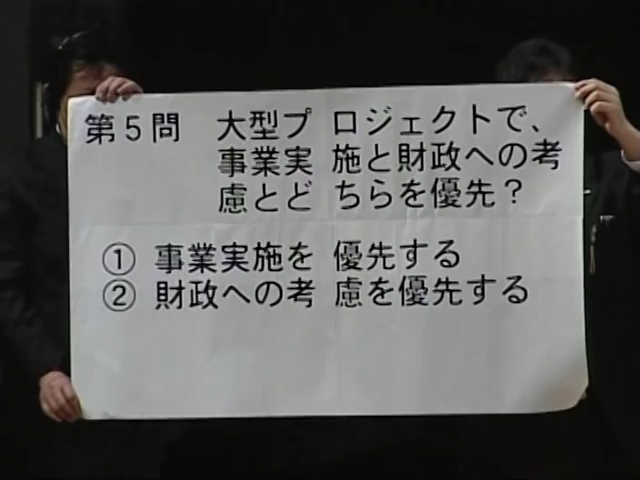 第５問 大型プロジェクトで、
事業実施と財政への考
慮とどちらを優先？
① 事業実施を優先する
② 財政への考慮を優先する